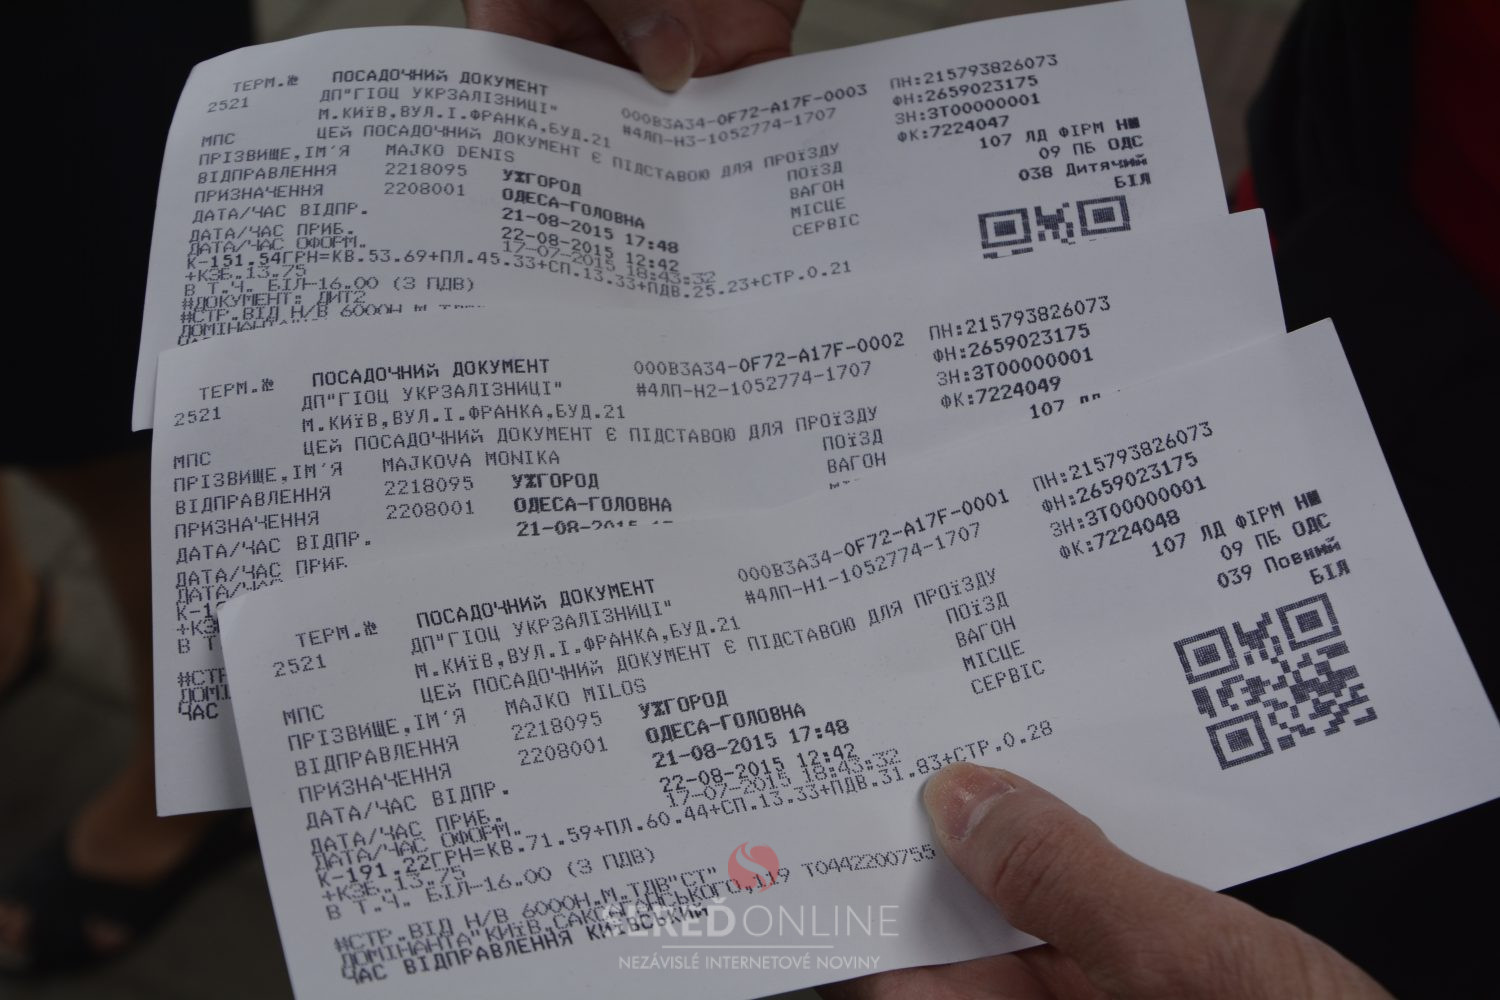 ТЕРМ.№ ПОСАДОЧНИЙ ДОКУМЕНТ 000B3A34-0F72-A17F-0003 ПН:215793826073
2521 ДП"ГІОЦ УКРЗАЛІЗНИЦІ" #4ЛП-Н3-1052774-1707 ФН:2659023175
М.КИЇВ,ВУЛ.І.ФРАНКА,БУД.21 ЗН:ЗТ00000001
МПС ЦЕЙ ПОСАДОЧНИЙ ДОКУМЕНТ Є ПІДСТАВОЮ ДЛЯ ПРОЇЗДУ ФК:7224047
ПРІЗВИЩЕ,ІМ'Я MAJKO DENIS ПОЇЗД 107 ЛД ФІРМ
ВІДПРАВЛЕННЯ 2218095 УЖГОРОД ВАГОН 09 ПБ ОДС
ПРИЗНАЧЕННЯ 2208001 ОДЕСА-ГОЛОВНА МІСЦЕ 038 Дитячий
ДАТА/ЧАС ВІДПР. 21-08-2015 17:48 СЕРВІС БІЛ
ДАТА/ЧАС ПРИБ. 22-08-2015 12:42
ДАТА/ЧАС ОФОРМ. 17-07-2015 18:43:32
К-151.54ГРН=КВ.53.69+ПЛ.45.33+СП.13.33+ПДВ.25.23+СТР.0.21
+КЗБ.13.75
В Т.Ч. БІЛ-16.00 (З ПДВ)
#ДОКУМЕНТ: ДИТ2
#СТР.ВІД Н/В 6000Н М
ТЕРМ.№ ПОСАДОЧНИЙ ДОКУМЕНТ 000B3A34-0F72-A17F-0002 ПН:215793826073
2521 ДП"ГІОЦ УКРЗАЛІЗНИЦІ" #4ЛП-Н2-1052774-1707 ФН:2659023175
М.КИЇВ,ВУЛ.І.ФРАНКА,БУД.21 ЗН:ЗТ00000001
МПС ЦЕЙ ПОСАДОЧНИЙ ДОКУМЕНТ Є ПІДСТАВОЮ ДЛЯ ПРОЇЗДУ ФК:7224049
ПРІЗВИЩЕ,ІМ'Я MAJKOVA MONIKA ПОЇЗД 107
ВІДПРАВЛЕННЯ 2218095 УЖГОРОД ВАГОН
ПРИЗНАЧЕННЯ 2208001 ОДЕСА-ГОЛОВНА
ДАТА/ЧАС ВІДПР. 21-08-2015
ДАТА/ЧАС ПРИБ.
ДАТА/ЧАС
В Т
#СТР
ЧАС
ТЕРМ.№ ПОСАДОЧНИЙ ДОКУМЕНТ 000B3A34-0F72-A17F-0001 ПН:215793826073
2521 ДП"ГІОЦ УКРЗАЛІЗНИЦІ" #4ЛП-Н1-1052774-1707 ФН:2659023175
М.КИЇВ,ВУЛ.І.ФРАНКА,БУД.21 ЗН:ЗТ00000001
МПС ЦЕЙ ПОСАДОЧНИЙ ДОКУМЕНТ Є ПІДСТАВОЮ ДЛЯ ПРОЇЗДУ ФК:7224048
ПРІЗВИЩЕ,ІМ'Я MAJKO MILOS ПОЇЗД 107 ЛД ФІРМ
ВІДПРАВЛЕННЯ 2218095 УЖГОРОД ВАГОН 09 ПБ ОДС
ПРИЗНАЧЕННЯ 2208001 ОДЕСА-ГОЛОВНА МІСЦЕ 039 Повний
ДАТА/ЧАС ВІДПР. 21-08-2015 17:48 СЕРВІС БІЛ
ДАТА/ЧАС ПРИБ. 22-08-2015 12:42
ДАТА/ЧАС ОФОРМ. 17-07-2015 18:43:32
К-191.22ГРН=КВ.71.59+ПЛ.60.44+СП.13.33+ПДВ.31.83+СТР.0.28
+КЗБ.13.75
В Т.Ч. БІЛ-16.00 (З ПДВ)
#СТР.ВІД Н/В 6000Н.М.ТДВ"СТ"
ДОМІНАНТА",КИЇВ,САКСАГАНСЬКОГО,119 Т0442200755
ЧАС ВІДПРАВЛЕННЯ КИЇВСЬКИЙ
SEREĎ ONLINE
NEZÁVISLÉ INTERNETOVÉ NOVINY